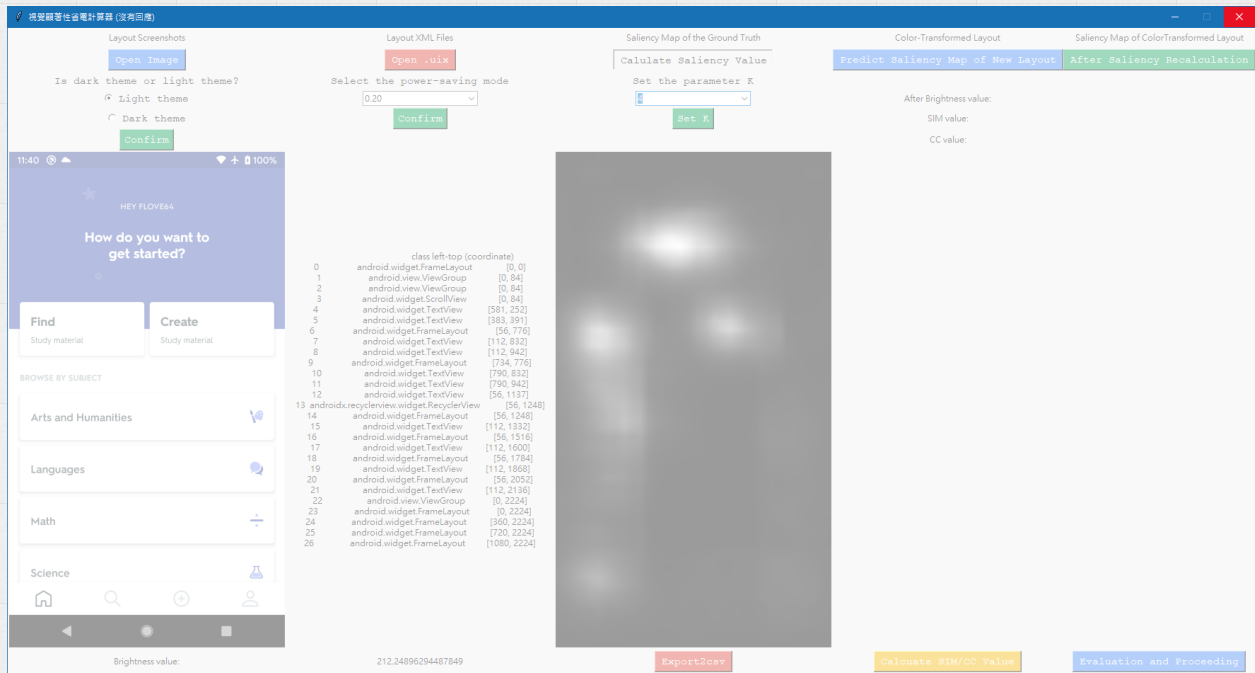 視覺顯著性省電計算器 (沒有回應)
Layout Screenshots
Layout XML Files
Saliency Map of the Ground Truth
Color-Transformed Layout
Saliency Map of ColorTransformed Layout
Open Image
Open .uix
Calulate Saliency Value
Predict Saliency Map of New Layout
After Saliency Recalculation
Is dark theme or light theme?
Select the power-saving mode
Set the parameter K
Light theme
0.20
4
After Brightness value:
Dark theme
Confirm
Set K
SIM value:
Confirm
CC value:
11:40
100%
HEY FLOVE64
How do you want to
get started?
Find
Create
Study material
Study material
BROWSE BY SUBJECT
Arts and Humanities
Languages
Math
Science
class left-top (coordinate)
0 android.widget.FrameLayout [0, 0]
1 android.view.ViewGroup [0, 84]
2 android.view.ViewGroup [0, 84]
3 android.widget.ScrollView [0, 84]
4 android.widget.TextView [581, 252]
5 android.widget.TextView [383, 391]
6 android.widget.FrameLayout [56, 776]
7 android.widget.TextView [112, 832]
8 android.widget.TextView [112, 942]
9 android.widget.FrameLayout [734, 776]
10 android.widget.TextView [790, 832]
11 android.widget.TextView [790, 942]
12 android.widget.TextView [56, 1137]
13 androidx.recyclerview.widget.RecyclerView [56, 1248]
14 android.widget.FrameLayout [56, 1248]
15 android.widget.TextView [112, 1332]
16 android.widget.FrameLayout [56, 1516]
17 android.widget.TextView [112, 1600]
18 android.widget.FrameLayout [56, 1784]
19 android.widget.TextView [112, 1868]
20 android.widget.FrameLayout [56, 2052]
21 android.widget.TextView [112, 2136]
22 android.view.ViewGroup [0, 2224]
23 android.widget.FrameLayout [0, 2224]
24 android.widget.FrameLayout [360, 2224]
25 android.widget.FrameLayout [720, 2224]
26 android.widget.FrameLayout [1080, 2224]
Brightness value:
212.24896294487849
Export2csv
Calcuate SIM/CC Value
Evaluation and Proceeding